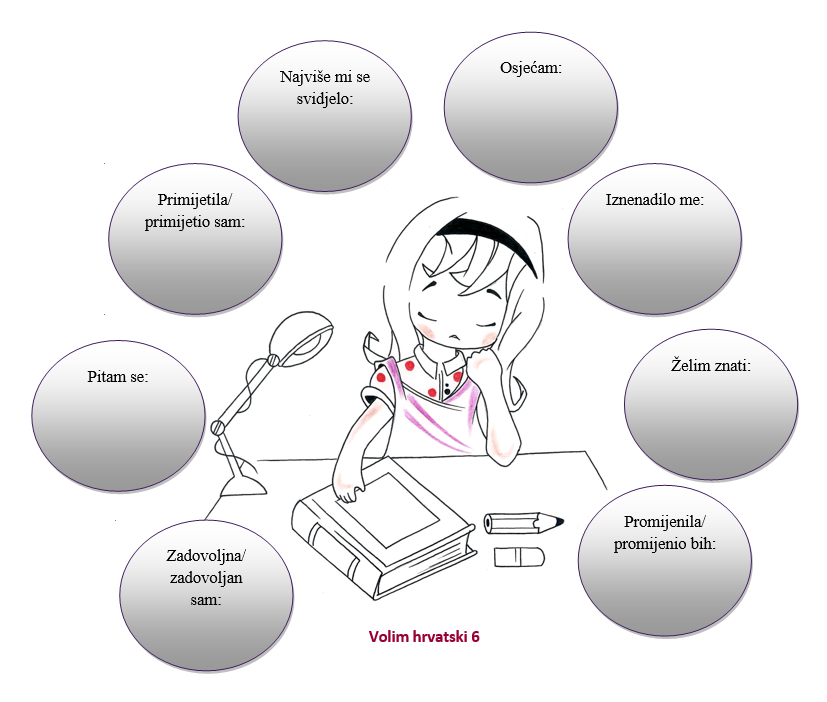 Najviše mi se
svidjelo:
Osjećam:
Primijetila/
primijetio sam:
Iznenadilo me:
Pitam se:
Želim znati:
Zadovoljna/
zadovoljan
sam:
Promijenila/
promijenio bih:
Volim hrvatski 6